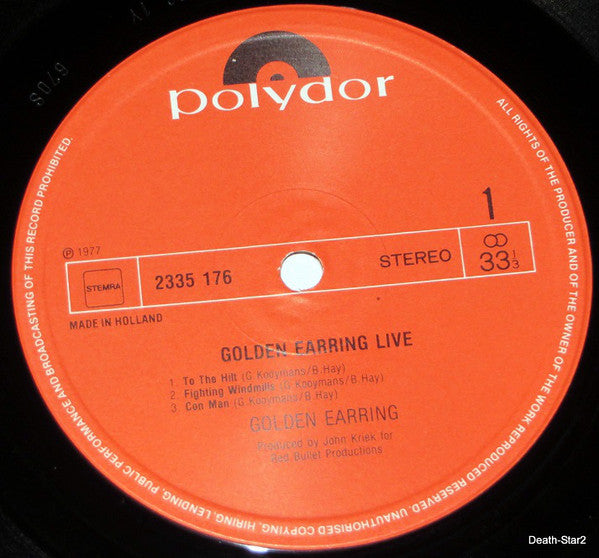 polydor
ALL RIGHTS OF THE PRODUCER AND OF THE OWNER OF THE WORK REPRODUCED RESERVED. UNAUTHORISED COPYING, HIRING, LENDING, PUBLIC PERFORMANCE AND BROADCASTING OF THIS RECORD PROHIBITED.
1
℗ 1977
STEMRA
2335 176
STEREO
33 1/3
MADE IN HOLLAND
GOLDEN EARRING LIVE
1. To The Hilt (G.Kooymans/B.Hay)
2. Fighting Windmills (G.Kooymans/B.Hay)
3. Con Man (G.Kooymans/B.Hay)
GOLDEN EARRING
Produced by John Kriek for
Red Bullet Productions
Death-Star2